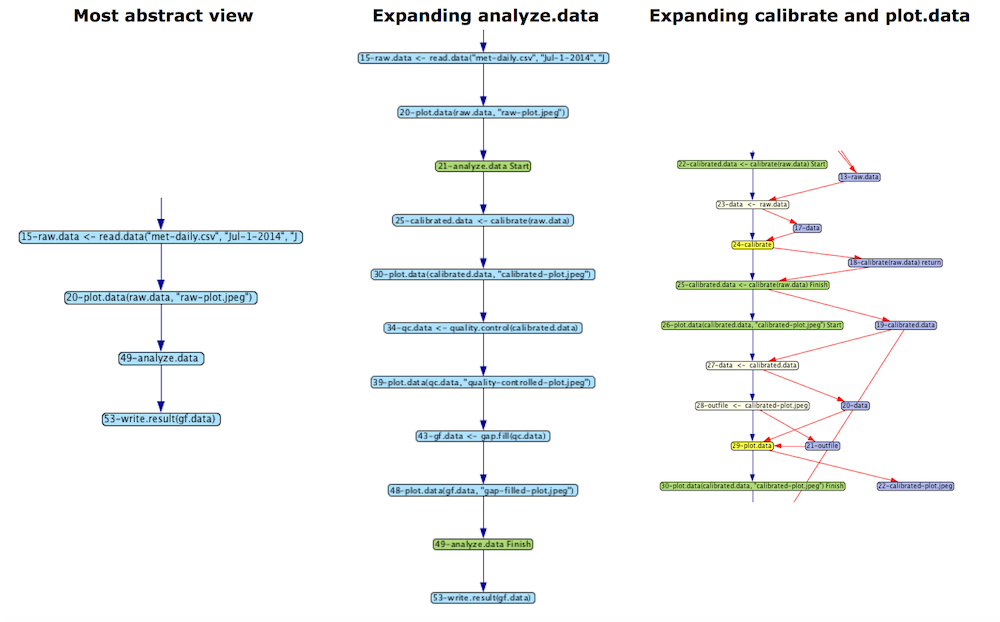 Most abstract view
15-raw.data <- read.data("met-daily.csv", "Jul-1-2014", "J
20-plot.data(raw.data, "raw-plot.jpeg")
49-analyze.data
53-write.result(gf.data)
Expanding analyze.data
15-raw.data <- read.data("met-daily.csv", "Jul-1-2014", "J
20-plot.data(raw.data, "raw-plot.jpeg")
21-analyze.data Start
25-calibrated.data <- calibrate(raw.data)
30-plot.data(calibrated.data, "calibrated-plot.jpeg")
34-qc.data <- quality.control(calibrated.data)
39-plot.data(qc.data, "quality-controlled-plot.jpeg")
43-gf.data <- gap.fill(qc.data)
48-plot.data(gf.data, "gap-filled-plot.jpeg")
49-analyze.data Finish
53-write.result(gf.data)
Expanding calibrate and plot.data
22-calibrated.data <- calibrate(raw.data) Start
13-raw.data
23-data <- raw.data
17-data
24-calibrate
18-calibrate(raw.data) return
25-calibrated.data <- calibrate(raw.data) Finish
26-plot.data(calibrated.data, "calibrated-plot.jpeg") Start
19-calibrated.data
27-data <- calibrated.data
28-outfile <- calibrated-plot.jpeg
20-data
29-plot.data
21-outfile
30-plot.data(calibrated.data, "calibrated-plot.jpeg") Finish
22-calibrated-plot.jpeg